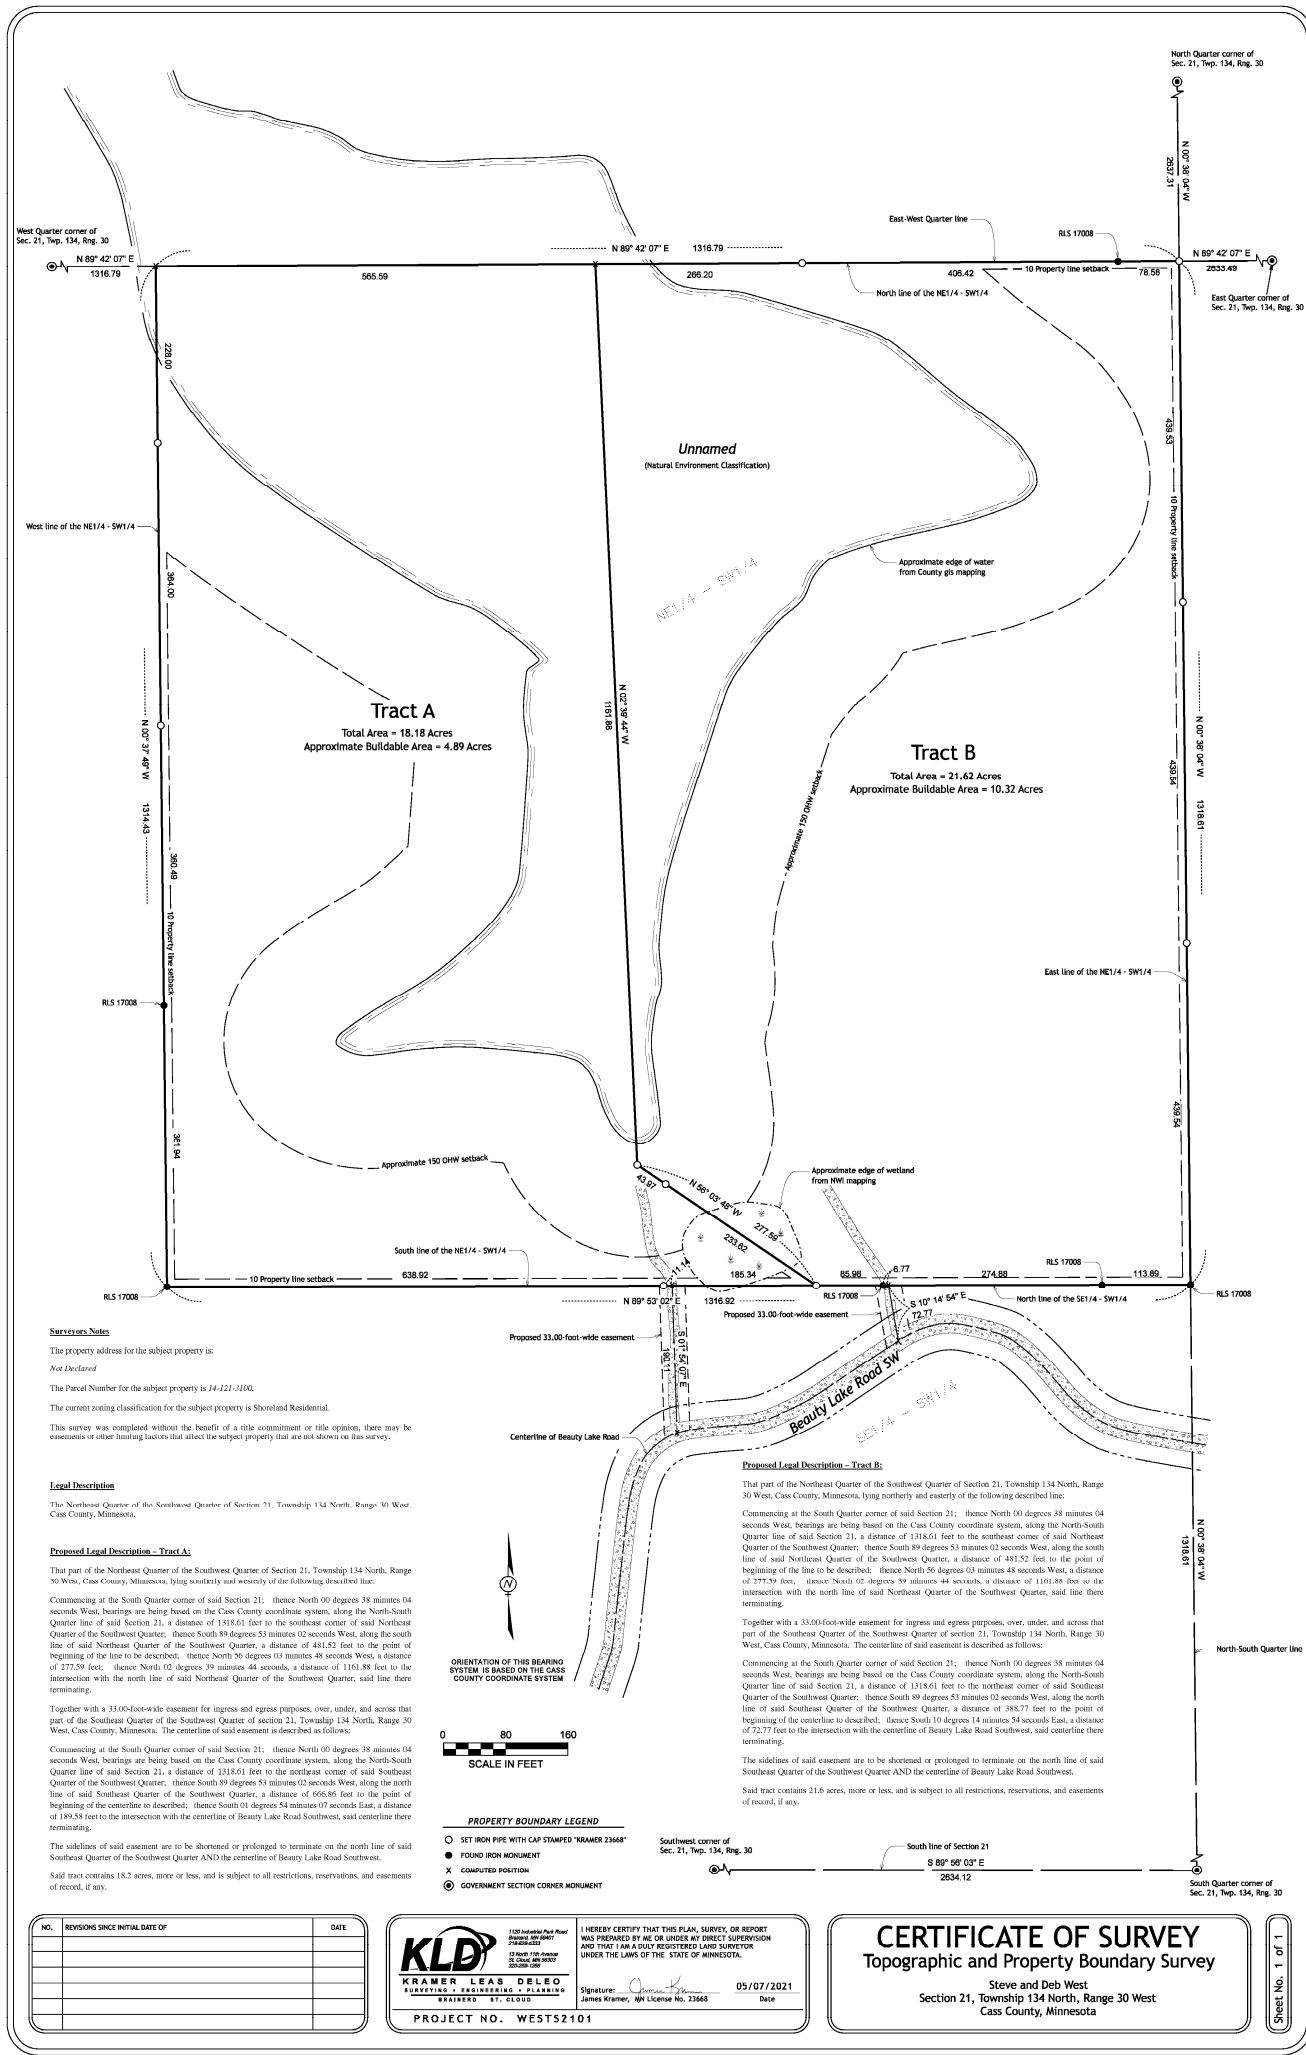 North Quarter corner of
Sec. 21, Twp. 134, Rng. 30
N 00° 38' 04" W
2637.31
West Quarter corner of
Sec. 21, Twp. 134, Rng. 30
N 89° 42' 07" E
1316.79
N 89° 42' 07" E 1316.79
East-West Quarter line
RLS 17008
N 89° 42' 07" E
2633.49
East Quarter corner of
Sec. 21, Twp. 134, Rng. 30
565.59
266.20
406.42
10 Property line setback
78.58
North line of the NE1/4 - SW1/4
228.00
439.53
Unnamed
(Natural Environment Classification)
10 Property line setback
West line of the NE1/4 - SW1/4
364.00
Approximate edge of water
from County gis mapping
NE1/4 - SW1/4
N 02° 39' 44" W
1161.88
N 00° 37' 49" W 1314.43
Tract A
Total Area = 18.18 Acres
Approximate Buildable Area = 4.89 Acres
Tract B
Total Area = 21.62 Acres
Approximate Buildable Area = 10.32 Acres
439.54
N 00° 38' 04" W 1318.61
Approximate 150 OHW setback
360.49
10 Property line setback
East line of the NE1/4 - SW1/4
RLS 17008
361.94
439.54
Approximate 150 OHW setback
Approximate edge of wetland
from NWI mapping
43.97
N 56° 03' 48" W
277.59
233.62
South line of the NE1/4 - SW1/4
10 Property line setback
638.92
11.14
185.34
85.98
6.77
274.88
RLS 17008
113.89
RLS 17008
N 89° 53' 02" E 1316.92
RLS 17008
S 10° 14' 54" E
72.77
North line of the SE1/4 - SW1/4
RLS 17008
Proposed 33.00-foot-wide easement
Proposed 33.00-foot-wide easement
190.11
S 01° 54' 07" E
Beauty Lake Road SW
SE1/4 - SW1/4
Centerline of Beauty Lake Road
Surveyors Notes
The property address for the subject property is:
Not Declared
The Parcel Number for the subject property is 14-121-3100.
The current zoning classification for the subject property is Shoreland Residential.
This survey was completed without the benefit of a title commitment or title opinion, there may be
easements or other limiting factors that affect the subject property that are not shown on this survey.
Legal Description
The Northeast Quarter of the Southwest Quarter of Section 21, Township 134 North, Range 30 West,
Cass County, Minnesota.
Proposed Legal Description – Tract A:
That part of the Northeast Quarter of the Southwest Quarter of Section 21, Township 134 North, Range
30 West, Cass County, Minnesota, lying southerly and westerly of the following described line:
Commencing at the South Quarter corner of said Section 21; thence North 00 degrees 38 minutes 04
seconds West, bearings are being based on the Cass County coordinate system, along the North-South
Quarter line of said Section 21, a distance of 1318.61 feet to the southeast corner of said Northeast
Quarter of the Southwest Quarter; thence South 89 degrees 53 minutes 02 seconds West, along the south
line of said Northeast Quarter of the Southwest Quarter, a distance of 481.52 feet to the point of
beginning of the line to be described; thence North 56 degrees 03 minutes 48 seconds West, a distance
of 277.59 feet; thence North 02 degrees 39 minutes 44 seconds, a distance of 1161.88 feet to the
intersection with the north line of said Northeast Quarter of the Southwest Quarter, said line there
terminating.
Together with a 33.00-foot-wide easement for ingress and egress purposes, over, under, and across that
part of the Southeast Quarter of the Southwest Quarter of section 21, Township 134 North, Range 30
West, Cass County, Minnesota. The centerline of said easement is described as follows:
Commencing at the South Quarter corner of said Section 21; thence North 00 degrees 38 minutes 04
seconds West, bearings are being based on the Cass County coordinate system, along the North-South
Quarter line of said Section 21, a distance of 1318.61 feet to the northeast corner of said Southeast
Quarter of the Southwest Quarter; thence South 89 degrees 53 minutes 02 seconds West, along the north
line of said Southeast Quarter of the Southwest Quarter, a distance of 666.86 feet to the point of
beginning of the centerline to described; thence South 01 degrees 54 minutes 07 seconds East, a distance
of 189.58 feet to the intersection with the centerline of Beauty Lake Road Southwest, said centerline there
terminating.
The sidelines of said easement are to be shortened or prolonged to terminate on the north line of said
Southeast Quarter of the Southwest Quarter AND the centerline of Beauty Lake Road Southwest.
Said tract contains 18.2 acres, more or less, and is subject to all restrictions, reservations, and easements
of record, if any.
N
ORIENTATION OF THIS BEARING
SYSTEM IS BASED ON THE CASS
COUNTY COORDINATE SYSTEM
0 80 160
SCALE IN FEET
PROPERTY BOUNDARY LEGEND
SET IRON PIPE WITH CAP STAMPED "KRAMER 23668"
FOUND IRON MONUMENT
X COMPUTED POSITION
GOVERNMENT SECTION CORNER MONUMENT
Proposed Legal Description – Tract B:
That part of the Northeast Quarter of the Southwest Quarter of Section 21, Township 134 North, Range
30 West, Cass County, Minnesota, lying northerly and easterly of the following described line:
Commencing at the South Quarter corner of said Section 21; thence North 00 degrees 38 minutes 04
seconds West, bearings are being based on the Cass County coordinate system, along the North-South
Quarter line of said Section 21, a distance of 1318.61 feet to the southeast corner of said Northeast
Quarter of the Southwest Quarter; thence South 89 degrees 53 minutes 02 seconds West, along the south
line of said Northeast Quarter of the Southwest Quarter, a distance of 481.52 feet to the point of
beginning of the line to be described; thence North 56 degrees 03 minutes 48 seconds West, a distance
of 277.59 feet; thence North 02 degrees 39 minutes 44 seconds, a distance of 1161.88 feet to the
intersection with the north line of said Northeast Quarter of the Southwest Quarter, said line there
terminating.
Together with a 33.00-foot-wide easement for ingress and egress purposes, over, under, and across that
part of the Southeast Quarter of the Southwest Quarter of section 21, Township 134 North, Range 30
West, Cass County, Minnesota. The centerline of said easement is described as follows:
Commencing at the South Quarter corner of said Section 21; thence North 00 degrees 38 minutes 04
seconds West, bearings are being based on the Cass County coordinate system, along the North-South
Quarter line of said Section 21, a distance of 1318.61 feet to the northeast corner of said Southeast
Quarter of the Southwest Quarter; thence South 89 degrees 53 minutes 02 seconds West, along the north
line of said Southeast Quarter of the Southwest Quarter, a distance of 388.77 feet to the point of
beginning of the centerline to described; thence South 10 degrees 14 minutes 54 seconds East, a distance
of 72.77 feet to the intersection with the centerline of Beauty Lake Road Southwest, said centerline there
terminating.
The sidelines of said easement are to be shortened or prolonged to terminate on the north line of said
Southeast Quarter of the Southwest Quarter AND the centerline of Beauty Lake Road Southwest.
Said tract contains 21.6 acres, more or less, and is subject to all restrictions, reservations, and easements
of record, if any.
N 00° 38' 04" W
1318.61
North-South Quarter line
Southwest corner of
Sec. 21, Twp. 134, Rng. 30
South line of Section 21
S 89° 56' 03" E
2634.12
South Quarter corner of
Sec. 21, Twp. 134, Rng. 30
NO. REVISIONS SINCE INITIAL DATE OF DATE
KLD
1120 Industrial Park Road
Brainerd, MN 56401
218-829-5333
13 North 11th Avenue
St. Cloud, MN 56303
320-259-1266
KRAMER LEAS DELEO
SURVEYING • ENGINEERING • PLANNING
BRAINERD ST. CLOUD
I HEREBY CERTIFY THAT THIS PLAN, SURVEY, OR REPORT
WAS PREPARED BY ME OR UNDER MY DIRECT SUPERVISION
AND THAT I AM A DULY REGISTERED LAND SURVEYOR
UNDER THE LAWS OF THE STATE OF MINNESOTA.
Signature:
05/07/2021
James Kramer, MN License No. 23668 Date
PROJECT NO. WESTS2101
CERTIFICATE OF SURVEY
Topographic and Property Boundary Survey
Steve and Deb West
Section 21, Township 134 North, Range 30 West
Cass County, Minnesota
Sheet No. 1 of 1